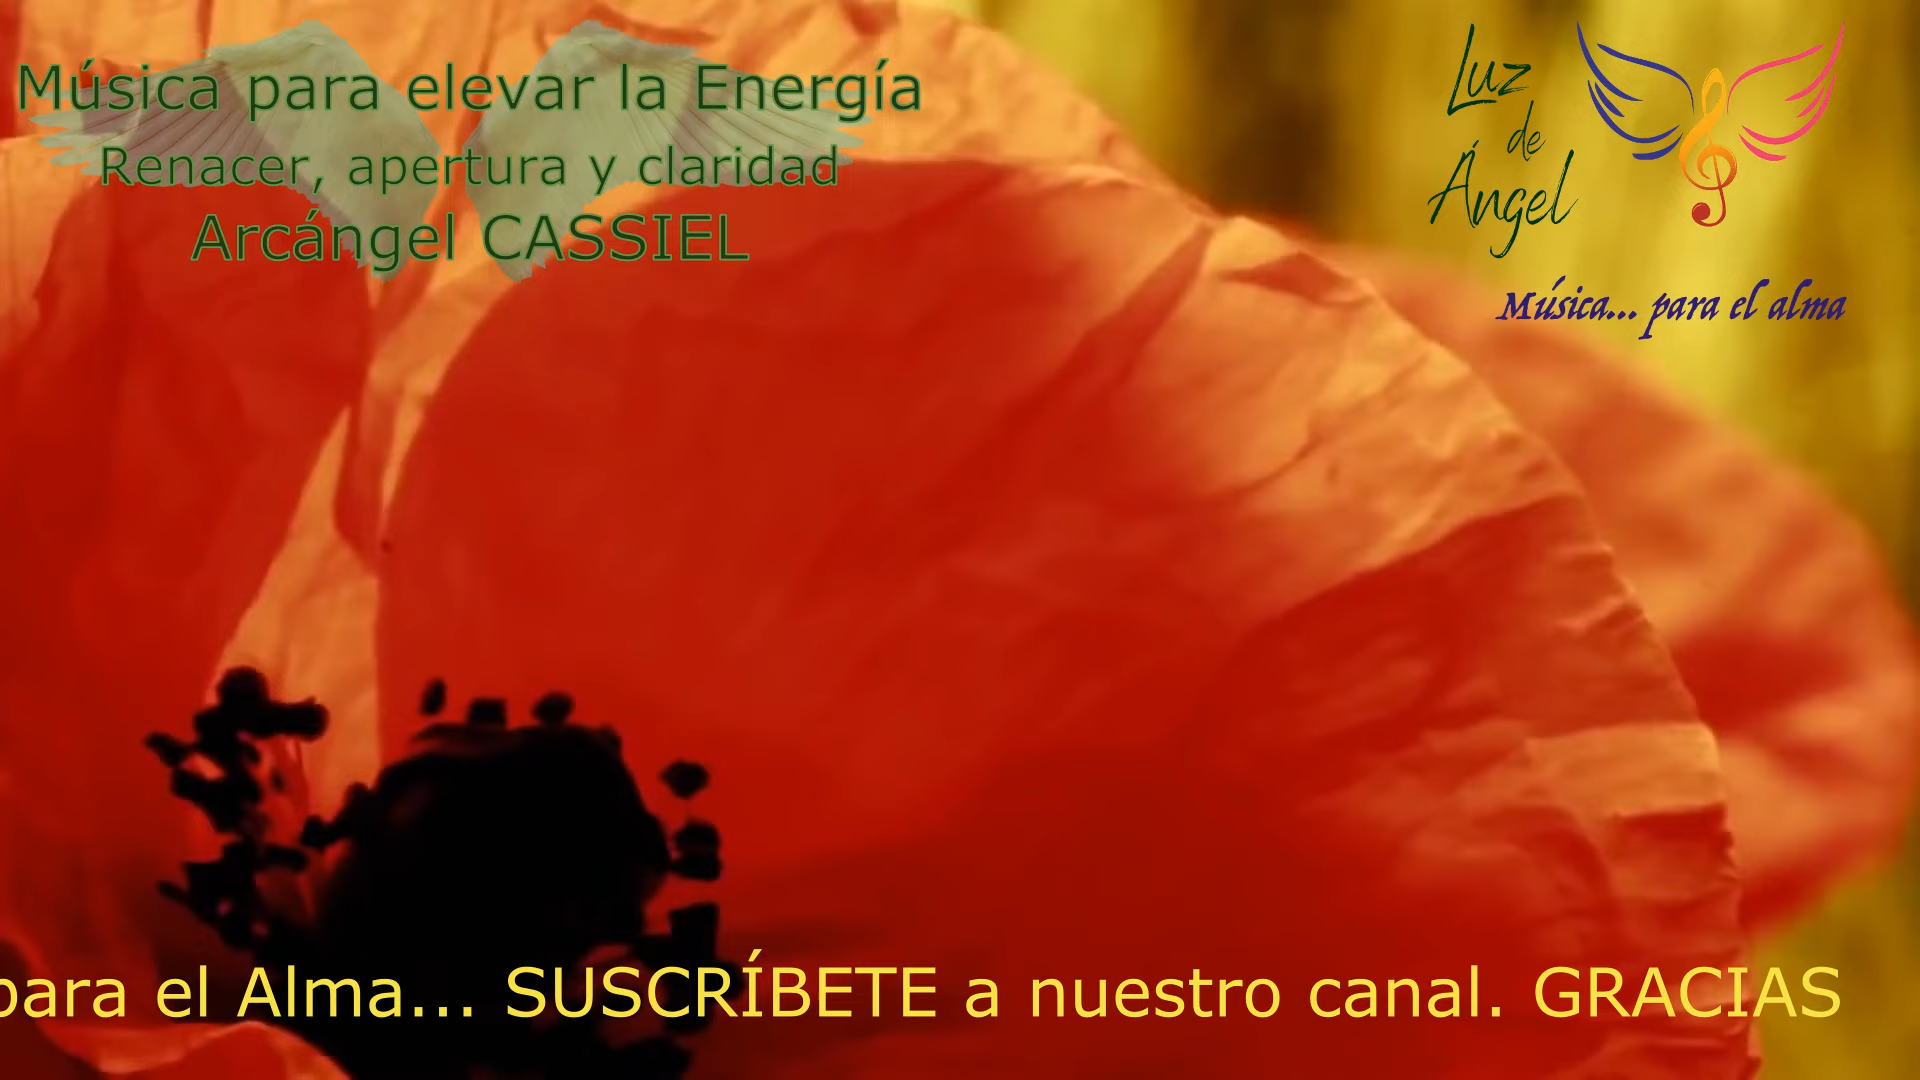 Música para elevar la Energía
Renacer, apertura y claridad
Arcángel CASSIEL
Luz
de
Ángel
Música... para el alma
para el Alma... SUSCRÍBETE a nuestro canal. GRACIAS